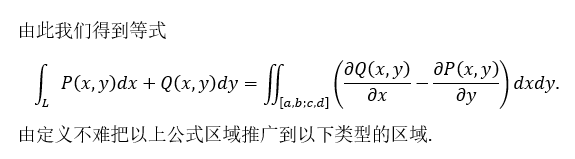 由此我们得到等式
∫_L P(x,y)dx + Q(x,y)dy = ∬_[a,b;c,d] (∂Q(x,y)/∂x − ∂P(x,y)/∂y) dxdy.
由定义不难把以上公式区域推广到以下类型的区域.